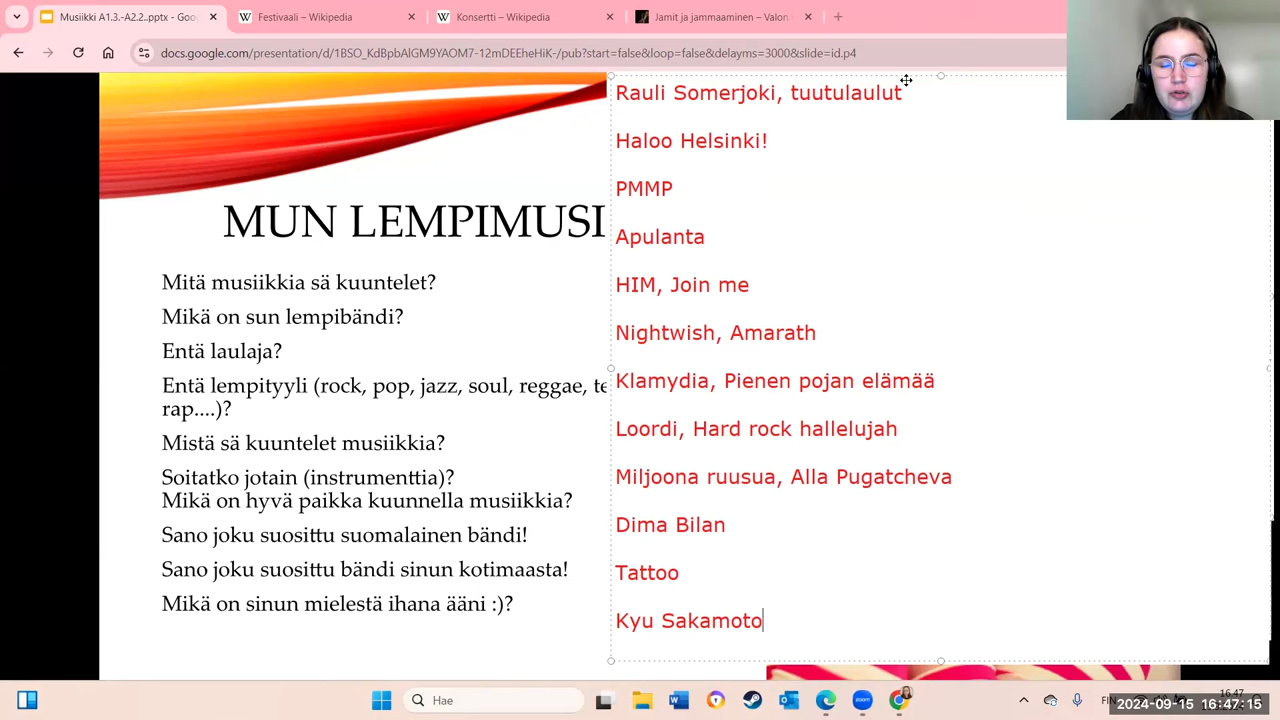 Musiikki A1.3.-A2.2..pptx
Festivaali – Wikipedia
Konsertti – Wikipedia
Jamit ja jammaaminen – Valon
docs.google.com/presentation/d/1BSO_KdBpbAlGM9YAOM7-12mDEEheHiK-/pub?start=false&loop=false&delayms=3000&slide=id.p4
MUN LEMPIMUSI
Mitä musiikkia sä kuuntelet?
Mikä on sun lempibändi?
Entä laulaja?
Entä lempityyli (rock, pop, jazz, soul, reggae, te
rap....)?
Mistä sä kuuntelet musiikkia?
Soitatko jotain (instrumenttia)?
Mikä on hyvä paikka kuunnella musiikkia?
Sano joku suosittu suomalainen bändi!
Sano joku suosittu bändi sinun kotimaasta!
Mikä on sinun mielestä ihana ääni :)?
Rauli Somerjoki, tuutulaulut
Haloo Helsinki!
PMMP
Apulanta
HIM, Join me
Nightwish, Amarath
Klamydia, Pienen pojan elämää
Loordi, Hard rock hallelujah
Miljoona ruusua, Alla Pugatcheva
Dima Bilan
Tattoo
Kyu Sakamoto
Hae
zoom
FIN
16.47
2024-09-15 16:47:15